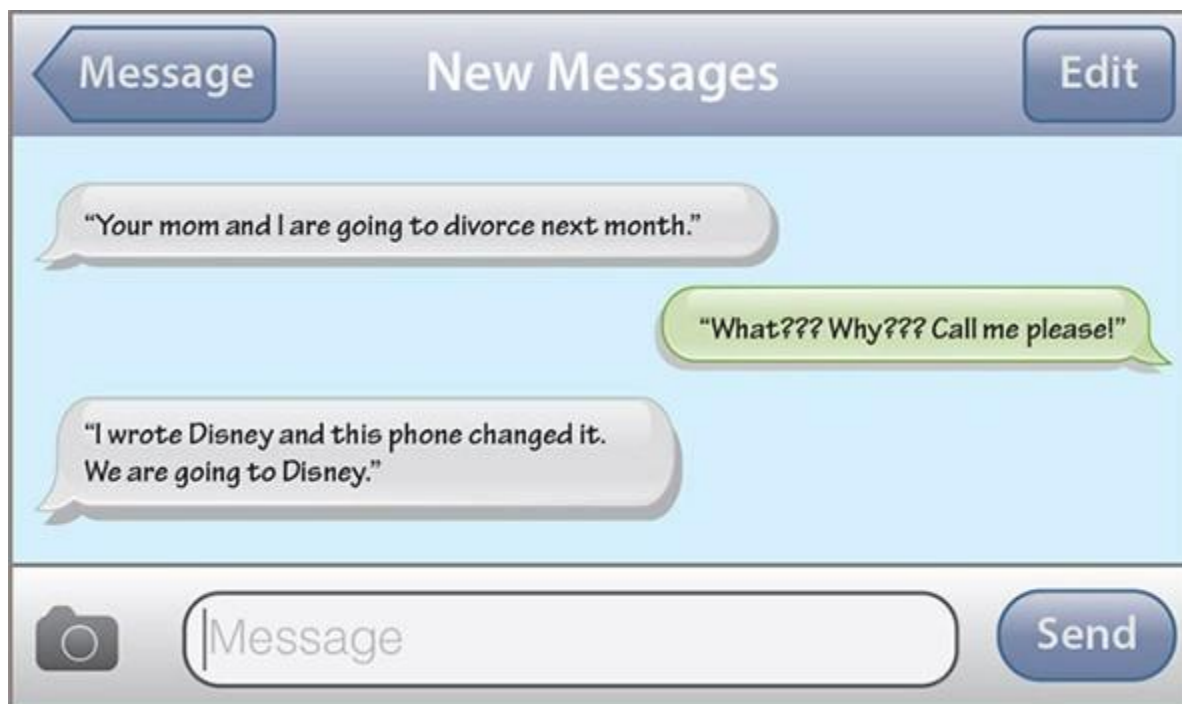 Message
New Messages
Edit
“Your mom and I are going to divorce next month.”
“What??? Why??? Call me please!”
“I wrote Disney and this phone changed it.
We are going to Disney.”
Message
Send